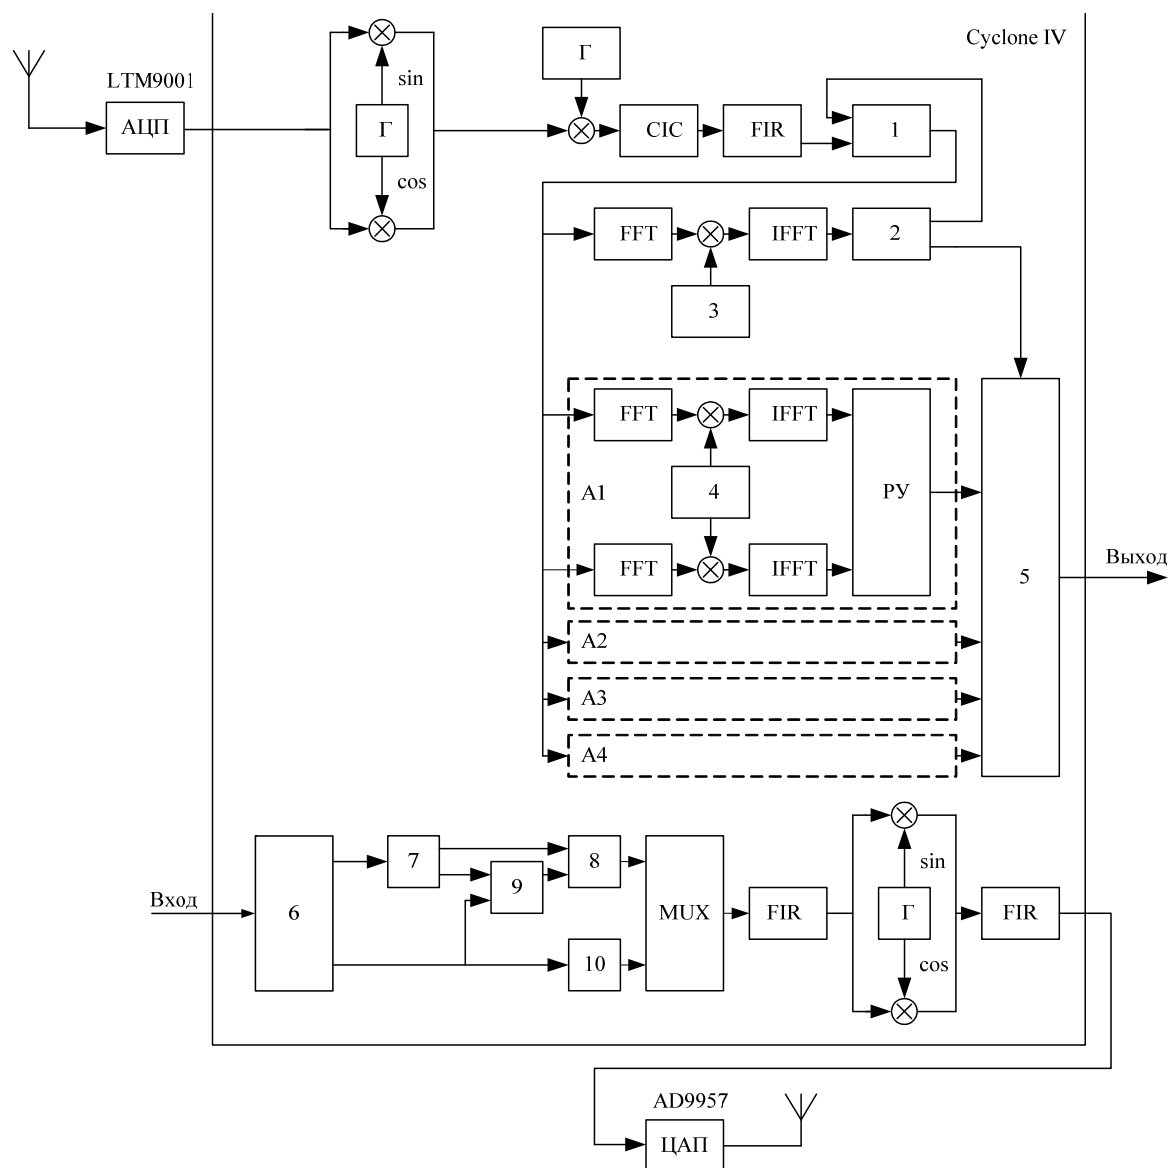 Cyclone IV
LTM9001
АЦП
sin
Г
cos
Г
CIC
FIR
1
FFT
IFFT
2
3
FFT
IFFT
A1
4
РУ
FFT
IFFT
A2
A3
A4
5
Выход
Вход
6
7
9
8
10
MUX
FIR
sin
Г
cos
FIR
AD9957
ЦАП